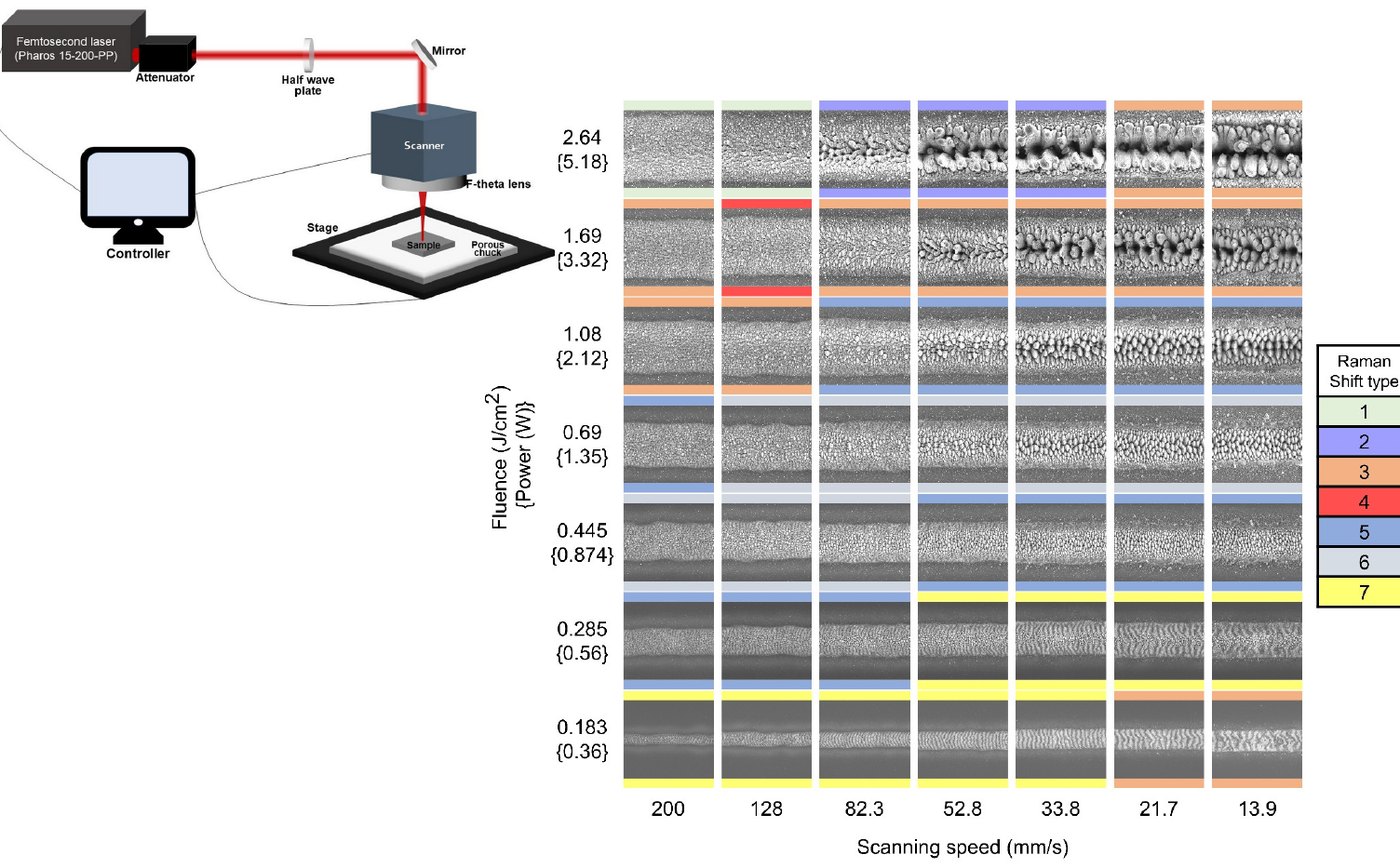 Femtosecond laser
(Pharos 15-200-PP)
Attenuator
Half wave
plate
Mirror
Scanner
F-theta lens
Stage
Sample
Porous
chuck
Controller
Fluence (J/cm²)
{Power (W)}
2.64
{5.18}
1.69
{3.32}
1.08
{2.12}
0.69
{1.35}
0.445
{0.874}
0.285
{0.56}
0.183
{0.36}
200 128 82.3 52.8 33.8 21.7 13.9
Scanning speed (mm/s)
Raman
Shift type
1
2
3
4
5
6
7